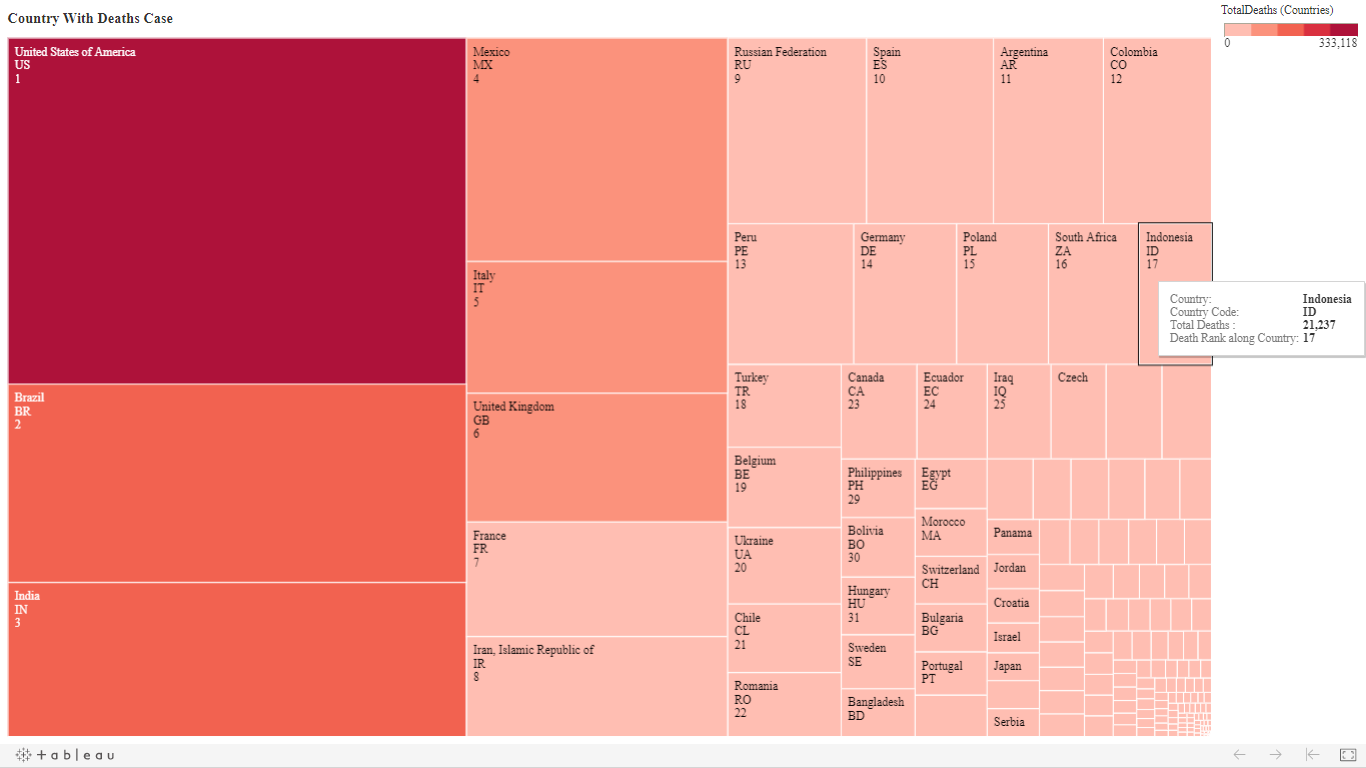 Country With Deaths Case
TotalDeaths (Countries)
0
333,118
United States of America
US
1
Brazil
BR
2
India
IN
3
Mexico
MX
4
Italy
IT
5
United Kingdom
GB
6
France
FR
7
Iran, Islamic Republic of
IR
8
Russian Federation
RU
9
Spain
ES
10
Argentina
AR
11
Colombia
CO
12
Peru
PE
13
Germany
DE
14
Poland
PL
15
South Africa
ZA
16
Indonesia
ID
17
Country: Indonesia
Country Code: ID
Total Deaths : 21,237
Death Rank along Country: 17
Turkey
TR
18
Belgium
BE
19
Ukraine
UA
20
Chile
CL
21
Romania
RO
22
Canada
CA
23
Ecuador
EC
24
Iraq
IQ
25
Czech
Philippines
PH
29
Bolivia
BO
30
Hungary
HU
31
Sweden
SE
Bangladesh
BD
Egypt
EG
Morocco
MA
Switzerland
CH
Bulgaria
BG
Portugal
PT
Panama
Jordan
Croatia
Israel
Japan
Serbia
+ a b | e a u